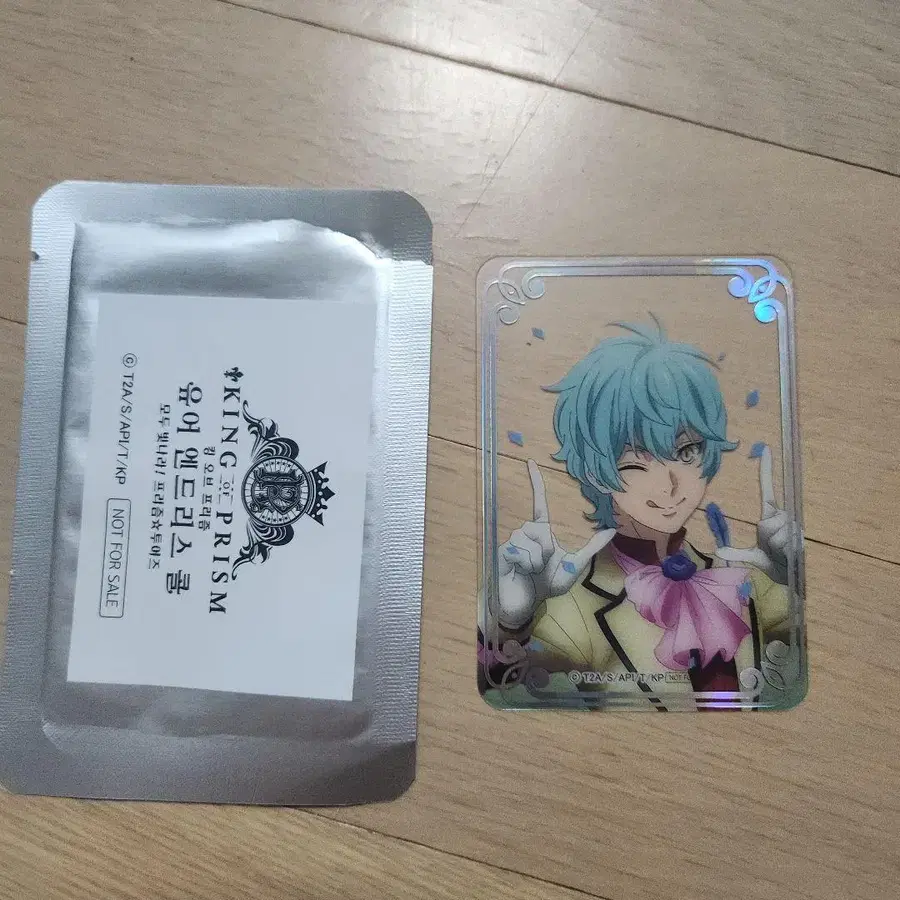 KING OF PRISM
킹 오브 프리즘
유어 엔드리스 콜
모두 빛나라! 프리즘☆투어즈
© T2A/S/API/T/KP NOT FOR SALE
© T2A/S/API/T/KP NOT